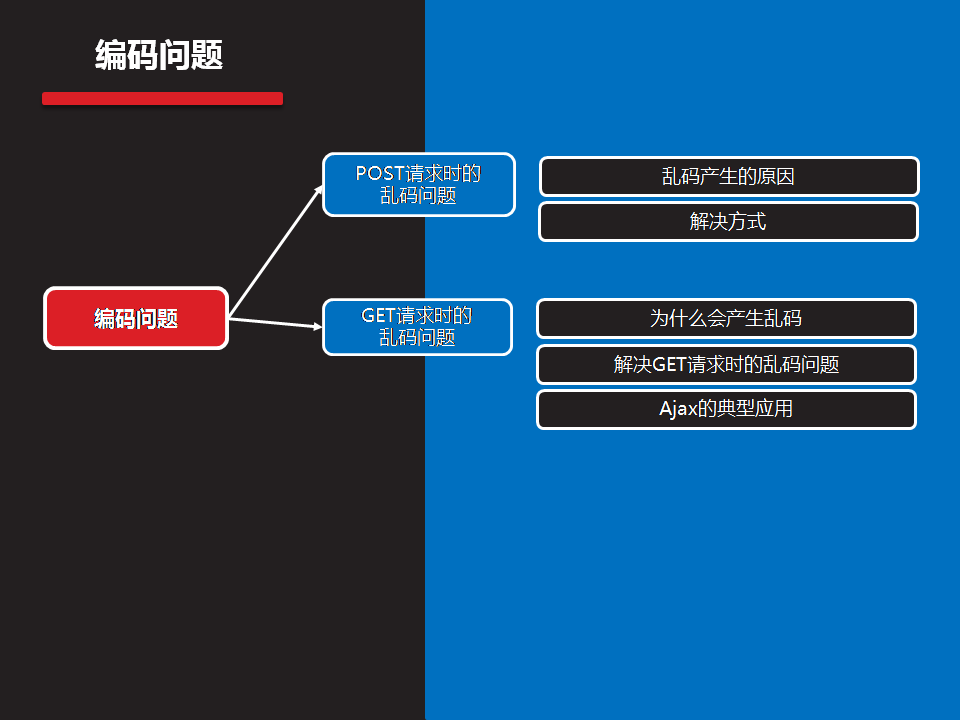 编码问题
编码问题
POST请求时的
乱码问题
乱码产生的原因
解决方式
GET请求时的
乱码问题
为什么会产生乱码
解决GET请求时的乱码问题
Ajax的典型应用